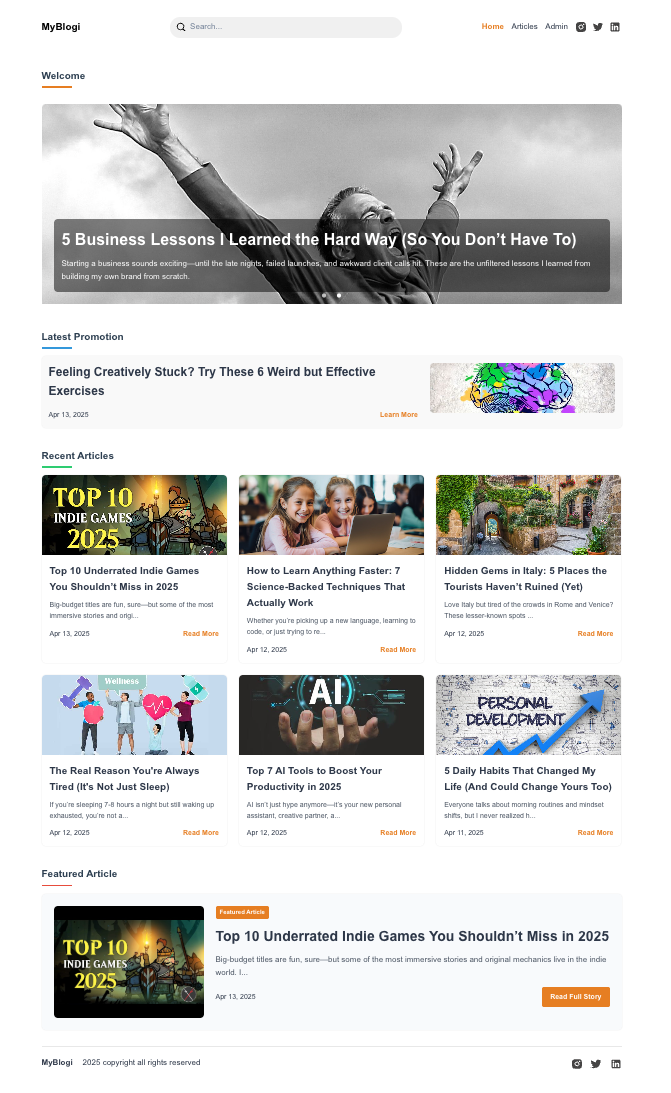 MyBlogi
Search...
Home Articles Admin
Welcome
5 Business Lessons I Learned the Hard Way (So You Don’t Have To)
Starting a business sounds exciting—until the late nights, failed launches, and awkward client calls hit. These are the unfiltered lessons I learned from
building my own brand from scratch.
Latest Promotion
Feeling Creatively Stuck? Try These 6 Weird but Effective
Exercises
Apr 13, 2025
Learn More
Recent Articles
TOP 10
INDIE GAMES
2025
Top 10 Underrated Indie Games
You Shouldn’t Miss in 2025
Big-budget titles are fun, sure—but some of the most
immersive stories and origi...
Apr 13, 2025
Read More
How to Learn Anything Faster: 7
Science-Backed Techniques That
Actually Work
Whether you’re picking up a new language, learning to
code, or just trying to re...
Apr 12, 2025
Read More
Hidden Gems in Italy: 5 Places the
Tourists Haven’t Ruined (Yet)
Love Italy but tired of the crowds in Rome and Venice?
These lesser-known spots ...
Apr 12, 2025
Read More
Wellness
The Real Reason You're Always
Tired (It's Not Just Sleep)
If you’re sleeping 7-8 hours a night but still waking up
exhausted, you’re not a...
Apr 12, 2025
Read More
AI
Top 7 AI Tools to Boost Your
Productivity in 2025
AI isn’t just hype anymore—it’s your new personal
assistant, creative partner, a...
Apr 12, 2025
Read More
PERSONAL
DEVELOPMENT
5 Daily Habits That Changed My
Life (And Could Change Yours Too)
Everyone talks about morning routines and mindset
shifts, but I never realized h...
Apr 11, 2025
Read More
Featured Article
TOP 10
INDIE GAMES
2025
Featured Article
Top 10 Underrated Indie Games You Shouldn’t Miss in 2025
Big-budget titles are fun, sure—but some of the most immersive stories and original mechanics live in the indie
world. I...
Apr 13, 2025
Read Full Story
MyBlogi 2025 copyright all rights reserved